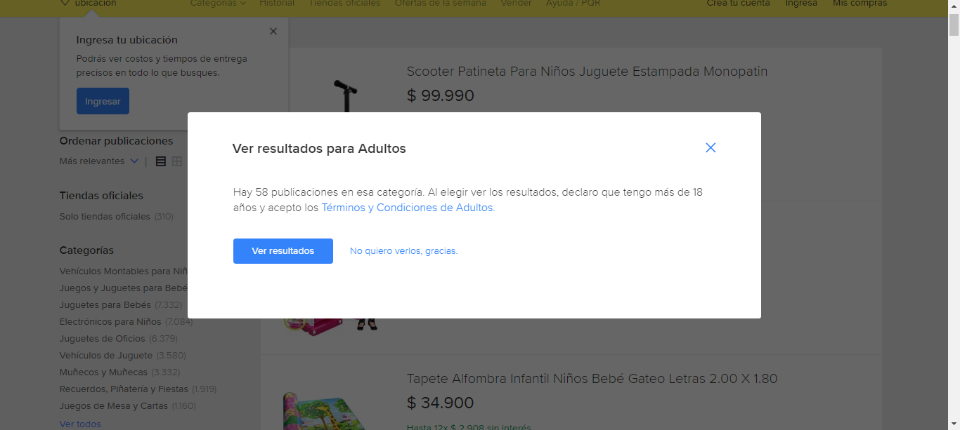 ubicación
Categorías
Historial
Tiendas oficiales
Ofertas de la semana
Vender
Ayuda / PQR
Crea tu cuenta
Ingresa
Mis compras
Ingresa tu ubicación
Podrás ver costos y tiempos de entrega
precisos en todo lo que busques.
Ingresar
Ordenar publicaciones
Más relevantes
Tiendas oficiales
Solo tiendas oficiales (310)
Categorías
Vehículos Montables para Niñ
Juegos y Juguetes para Bebé
Juguetes para Bebés (7.332)
Electrónicos para Niños (7.084)
Juguetes de Oficios (6.379)
Vehículos de Juguete (3.580)
Muñecos y Muñecas (3.332)
Recuerdos, Piñatería y Fiestas (1.919)
Juegos de Mesa y Cartas (1.180)
Ver todos
Scooter Patineta Para Niños Juguete Estampada Monopatin
$ 99.990
Ver resultados para Adultos
Hay 58 publicaciones en esa categoría. Al elegir ver los resultados, declaro que tengo más de 18
años y acepto los Términos y Condiciones de Adultos.
Ver resultados
No quiero verlos, gracias.
Tapete Alfombra Infantil Niños Bebé Gateo Letras 2.00 X 1.80
$ 34.900
Hasta 12x $ 2.908 sin interés